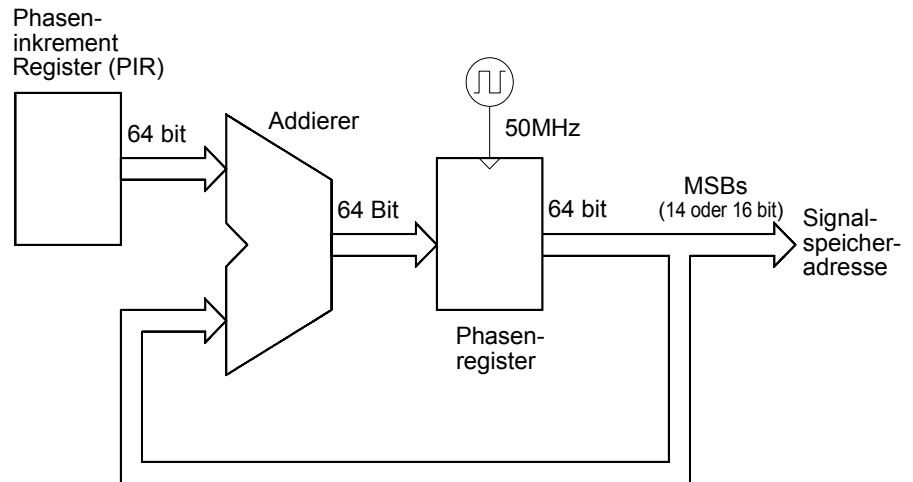 Phasen-
inkrement
Register (PIR)
64 bit
Addierer
64 Bit
50MHz
64 bit
MSBs
(14 oder 16 bit)
Signal-
speicher-
adresse
Phasen-
register